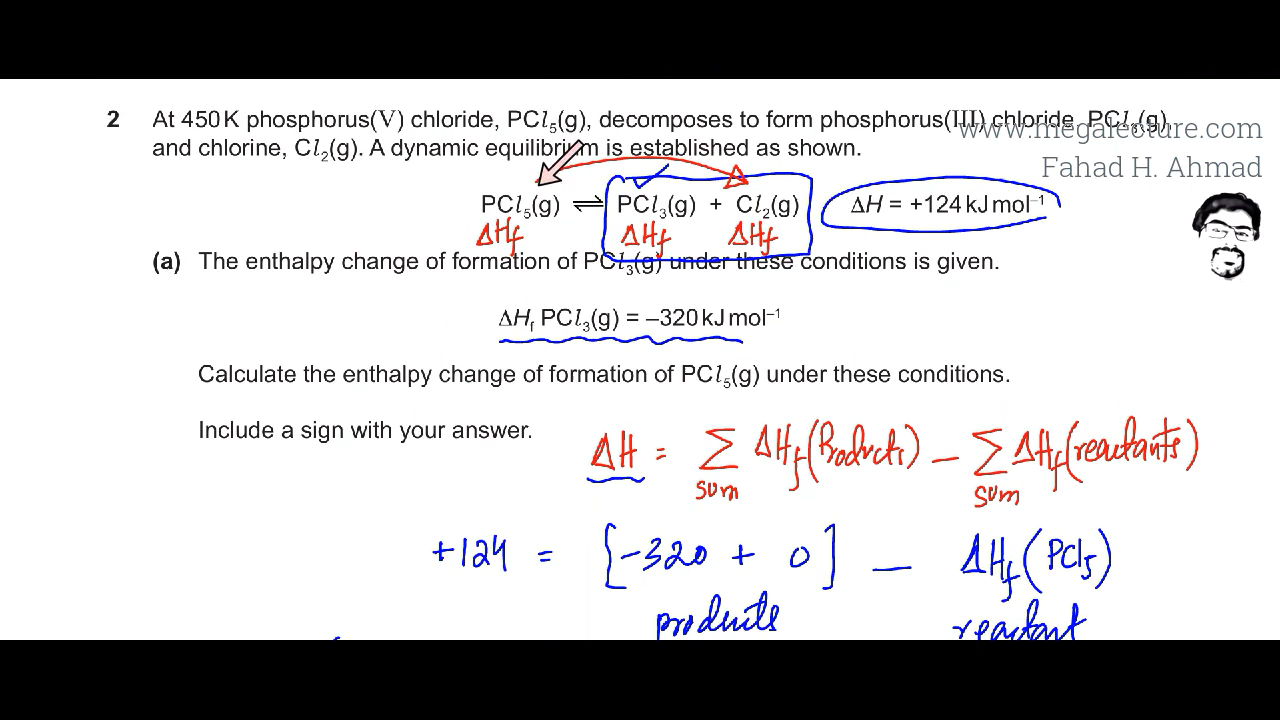 2 At 450 K phosphorus(V) chloride, PCl₅(g), decomposes to form phosphorus(III) chloride, PCl₃(g),
www.megalecture.com
and chlorine, Cl₂(g). A dynamic equilibrium is established as shown.
Fahad H. Ahmad
PCl₅(g) ⇌ PCl₃(g) + Cl₂(g) ΔH = +124 kJ mol⁻¹
ΔHf ΔHf ΔHf
(a) The enthalpy change of formation of PCl₃(g) under these conditions is given.
ΔHf PCl₃(g) = –320 kJ mol⁻¹
Calculate the enthalpy change of formation of PCl₅(g) under these conditions.
Include a sign with your answer.
ΔH = Σ ΔHf (Products) – Σ ΔHf (reactants)
sum sum
+124 = [-320 + 0] – ΔHf (PCl₅)
products reactant